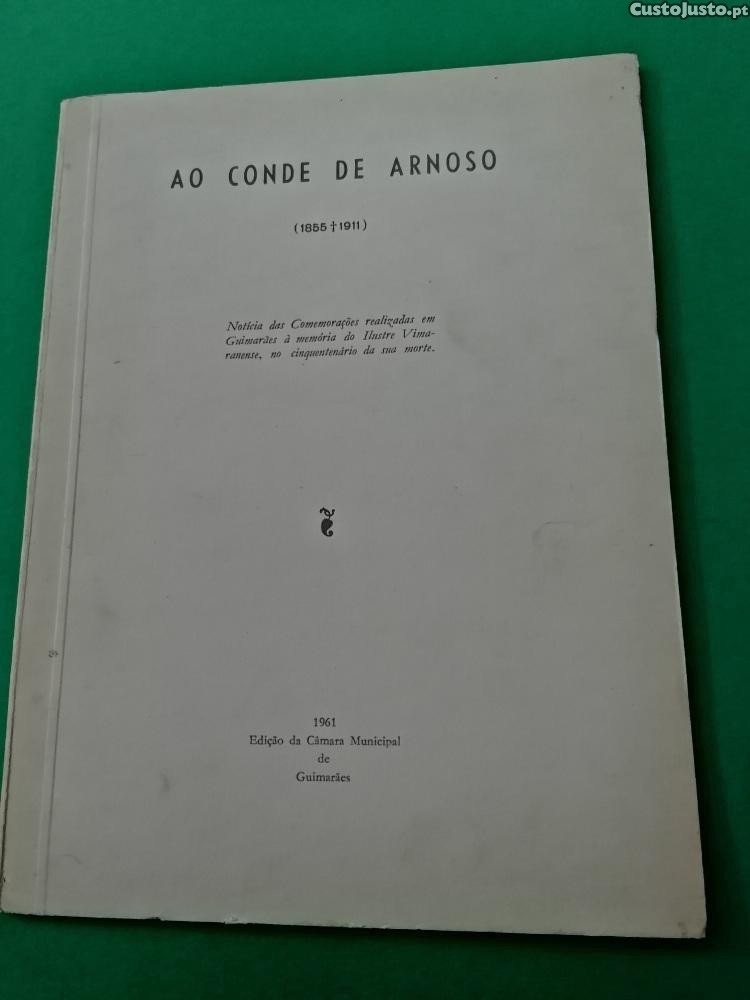 CustoJusto.pt
AO CONDE DE ARNOSO
(1855†1911)
Notícia das Comemorações realizadas em
Guimarães à memória do Ilustre Vima-
ranense, no cinquentenário da sua morte.
1961
Edição da Câmara Municipal
de
Guimarães